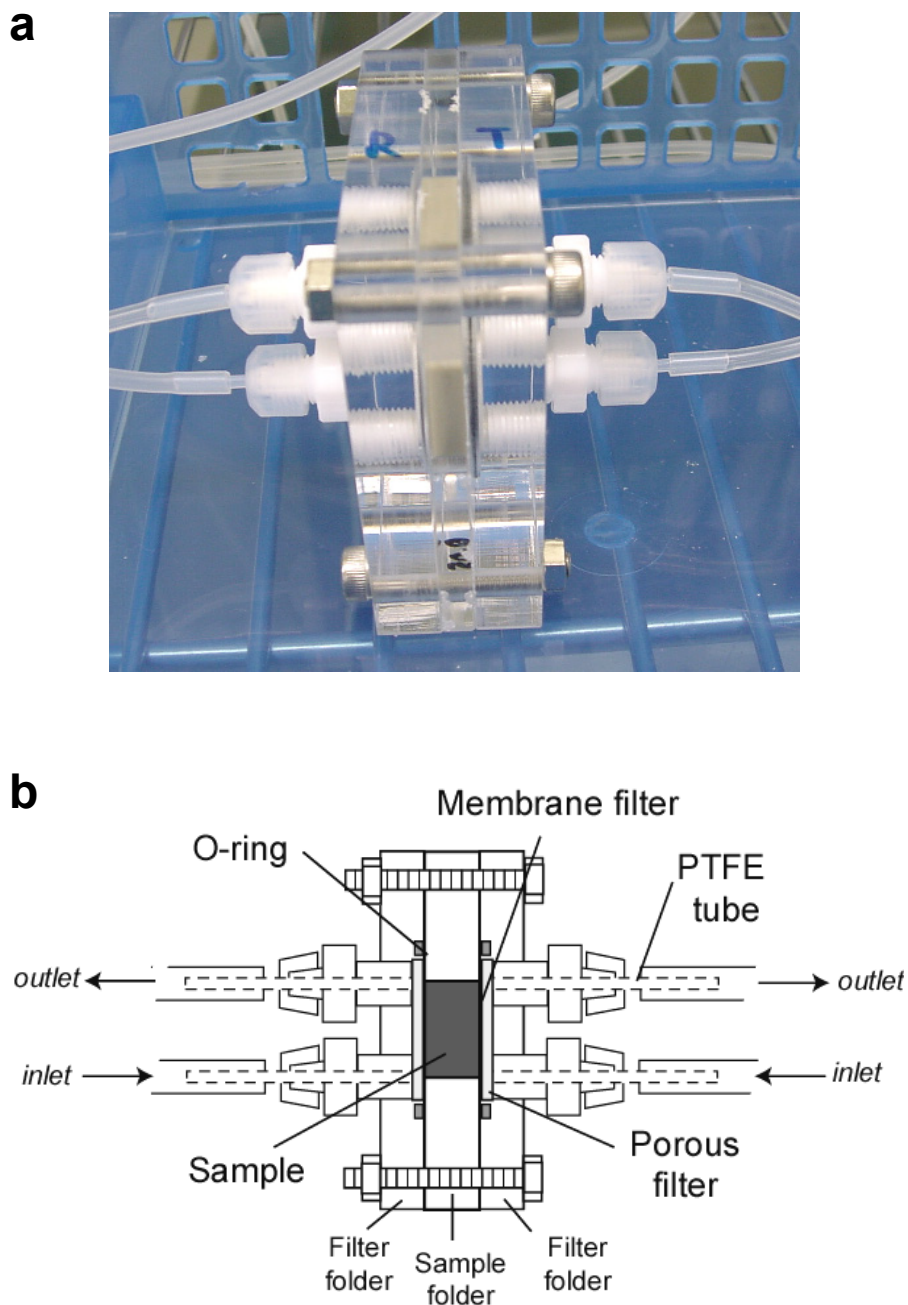 a
R
T
b
Membrane filter
O-ring
PTFE
tube
outlet
outlet
inlet
inlet
Sample
Porous
filter
Filter
folder
Sample
folder
Filter
folder